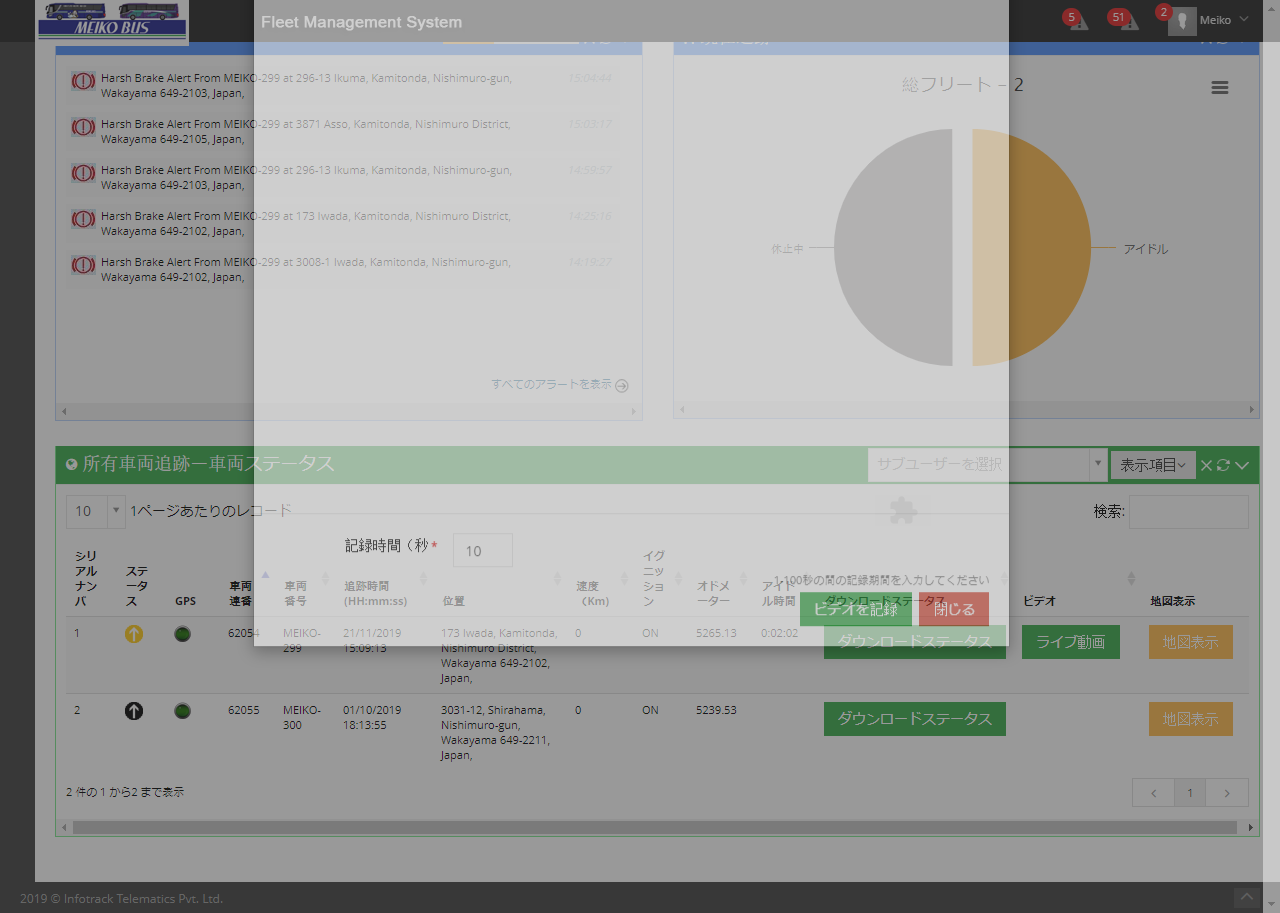 MEIKO BUS
Fleet Management System
5
51
2
Meiko
Harsh Brake Alert From MEIKO-299 at 296-13 Ikuma, Kamitonda, Nishimuro-gun,
Wakayama 649-2103, Japan,
15:04:44
Harsh Brake Alert From MEIKO-299 at 3871 Asso, Kamitonda, Nishimuro District,
Wakayama 649-2105, Japan,
15:03:17
Harsh Brake Alert From MEIKO-299 at 296-13 Ikuma, Kamitonda, Nishimuro-gun,
Wakayama 649-2103, Japan,
14:59:57
Harsh Brake Alert From MEIKO-299 at 173 Iwada, Kamitonda, Nishimuro District,
Wakayama 649-2102, Japan,
14:25:16
Harsh Brake Alert From MEIKO-299 at 3008-1 Iwada, Kamitonda, Nishimuro-gun,
Wakayama 649-2102, Japan,
14:19:27
すべてのアラートを表示
総フリート – 2
休止中
アイドル
所有車両追跡ー車両ステータス
サブユーザーを選択
表示項目
10
1ページあたりのレコード
検索:
記録時間（秒*
10
1-100秒の間の記録期間を入力してください
ビデオを記録
閉じる
シリ
アル
ナン
バ
ステ
ータ
ス
GPS
車両
連番
車両
番号
追跡時間
(HH:mm:ss)
位置
速度
（Km)
イグ
ニッ
ショ
ン
オドメ
ーター
アイド
ル時間
ダウンロードステータス
ビデオ
地図表示
1
62054
MEIKO-
299
21/11/2019
15:09:13
173 Iwada, Kamitonda,
Nishimuro District,
Wakayama 649-2102,
Japan,
0
ON
5265.13
0:02:02
ダウンロードステータス
ライブ動画
地図表示
2
62055
MEIKO-
300
01/10/2019
18:13:55
3031-12, Shirahama,
Nishimuro-gun,
Wakayama 649-2211,
Japan,
0
ON
5239.53
ダウンロードステータス
地図表示
2 件の 1 から2 まで表示
1
2019 © Infotrack Telematics Pvt. Ltd.